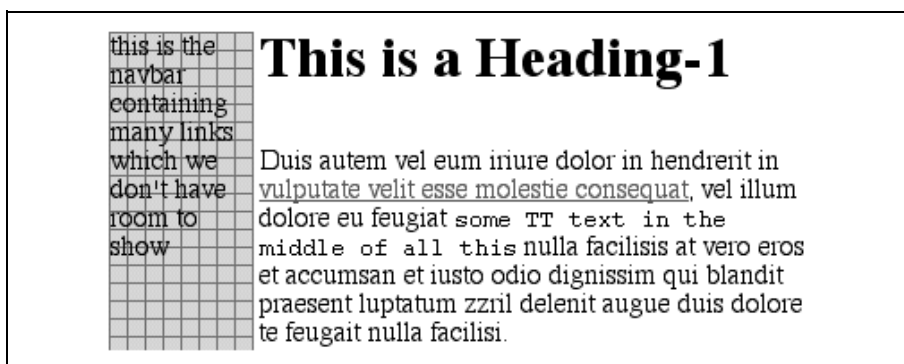 this is the
navbar
containing
many links
which we
don't have
room to
show
This is a Heading-1
Duis autem vel eum iriure dolor in hendrerit in
vulputate velit esse molestie consequat, vel illum
dolore eu feugiat some TT text in the
middle of all this nulla facilisis at vero eros
et accumsan et iusto odio dignissim qui blandit
praesent luptatum zzril delenit augue duis dolore
te feugait nulla facilisi.